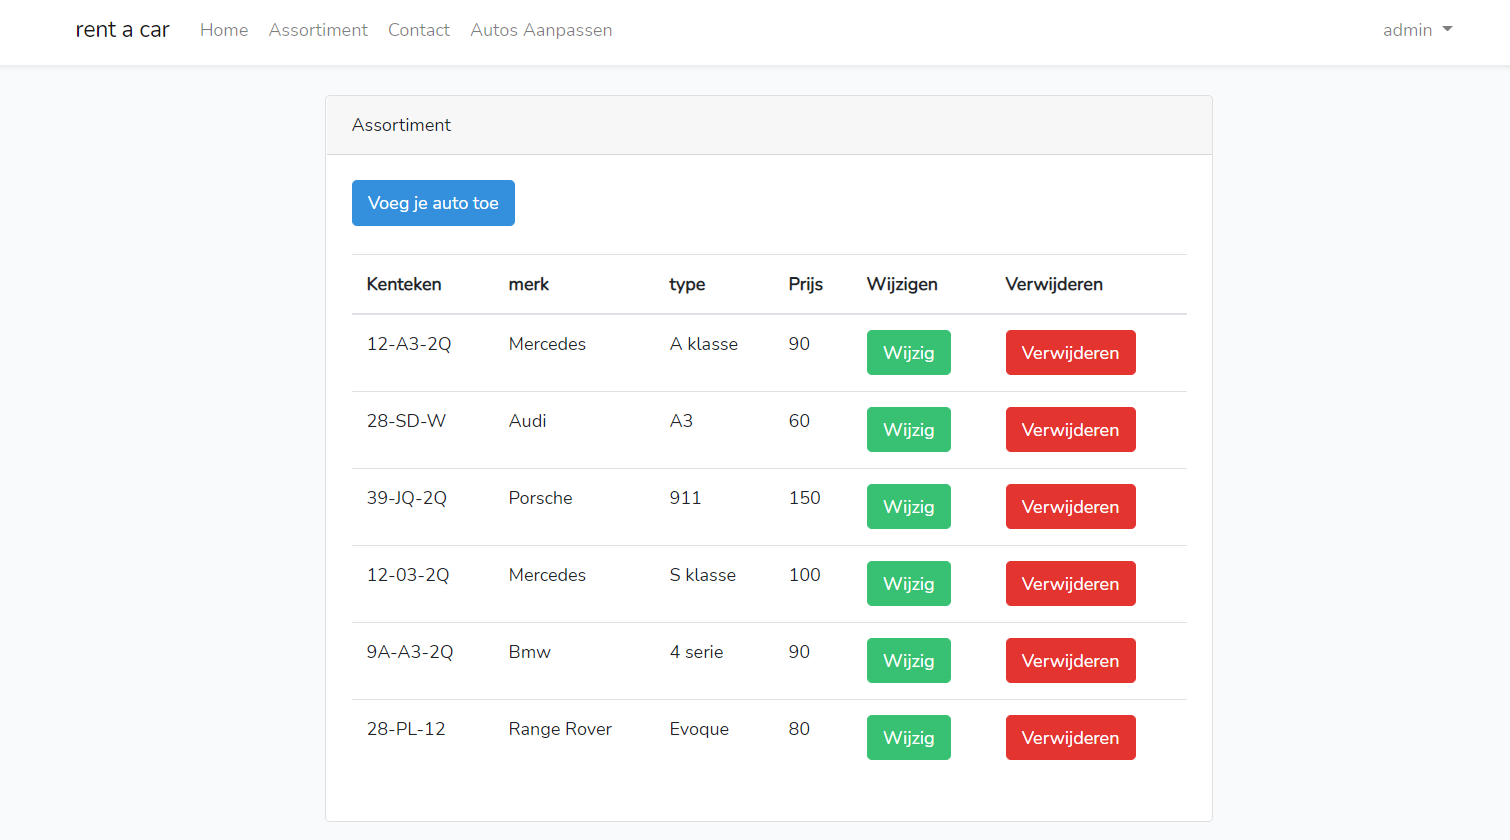 rent a car Home Assortiment Contact Autos Aanpassen admin
Assortiment
Voeg je auto toe
Kenteken merk type Prijs Wijzigen Verwijderen
12-A3-2Q Mercedes A klasse 90 Wijzig Verwijderen
28-SD-W Audi A3 60 Wijzig Verwijderen
39-JQ-2Q Porsche 911 150 Wijzig Verwijderen
12-03-2Q Mercedes S klasse 100 Wijzig Verwijderen
9A-A3-2Q Bmw 4 serie 90 Wijzig Verwijderen
28-PL-12 Range Rover Evoque 80 Wijzig Verwijderen